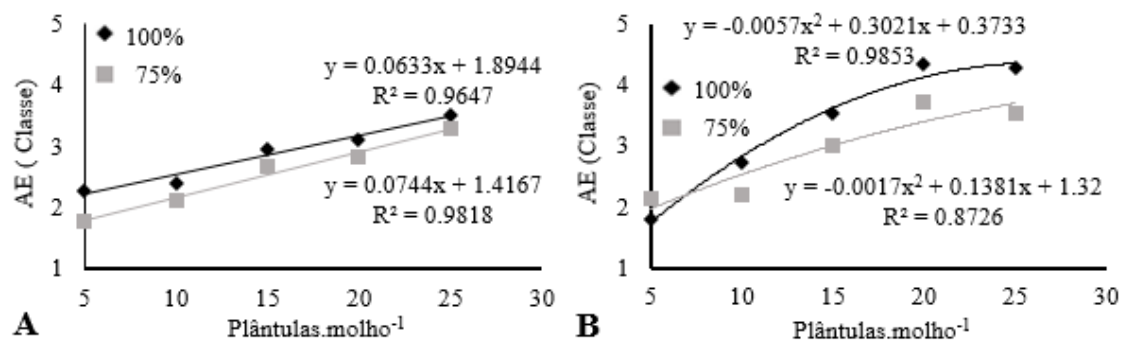 5
4
3
2
1
AE ( Classe)
100%
75%
y = 0.0633x + 1.8944
R² = 0.9647
y = 0.0744x + 1.4167
R² = 0.9818
5 10 15 20 25 30
Plântulas.molho⁻¹
A
5
4
3
2
1
AE (Classe)
y = -0.0057x² + 0.3021x + 0.3733
R² = 0.9853
100%
75%
y = -0.0017x² + 0.1381x + 1.32
R² = 0.8726
5 10 15 20 25 30
Plântulas.molho⁻¹
B